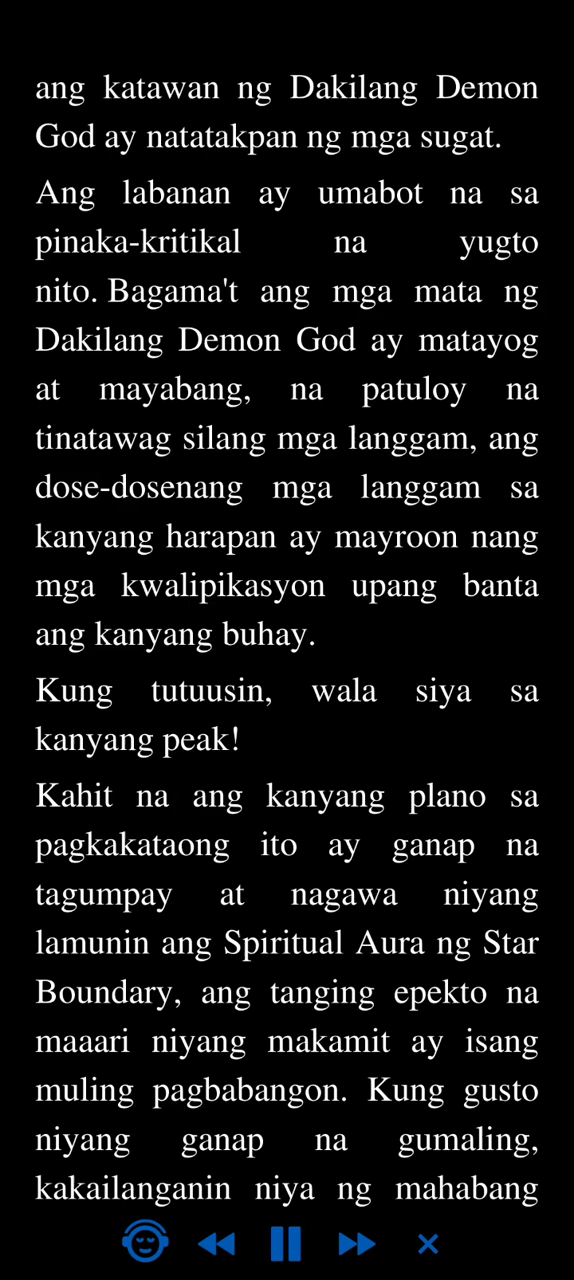 ang katawan ng Dakilang Demon
God ay natatakpan ng mga sugat.
Ang labanan ay umabot na sa
pinaka-kritikal na yugto
nito. Bagama't ang mga mata ng
Dakilang Demon God ay matayog
at mayabang, na patuloy na
tinatawag silang mga langgam, ang
dose-dosenang mga langgam sa
kanyang harapan ay mayroon nang
mga kwalipikasyon upang banta
ang kanyang buhay.
Kung tutuusin, wala siya sa
kanyang peak!
Kahit na ang kanyang plano sa
pagkakataong ito ay ganap na
tagumpay at nagawa niyang
lamunin ang Spiritual Aura ng Star
Boundary, ang tanging epekto na
maaari niyang makamit ay isang
muling pagbabangon. Kung gusto
niyang ganap na gumaling,
kakailanganin niya ng mahabang